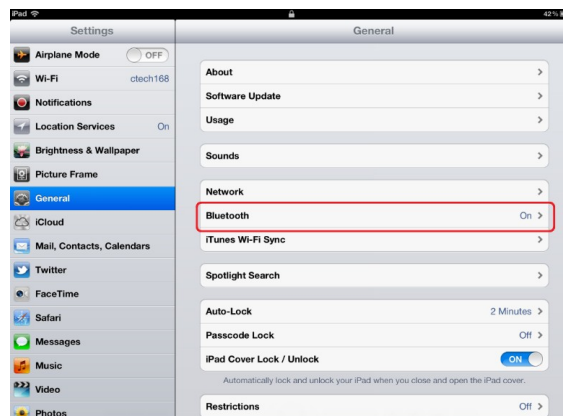 iPad
42%
Settings
General
Airplane Mode OFF
Wi-Fi ctech168
Notifications
Location Services On
Brightness & Wallpaper
Picture Frame
General
iCloud
Mail, Contacts, Calendars
Twitter
FaceTime
Safari
Messages
Music
Video
Photos
About
Software Update
Usage
Sounds
Network
Bluetooth On
iTunes Wi-Fi Sync
Spotlight Search
Auto-Lock 2 Minutes
Passcode Lock Off
iPad Cover Lock / Unlock ON
Automatically lock and unlock your iPad when you close and open the iPad cover.
Restrictions Off